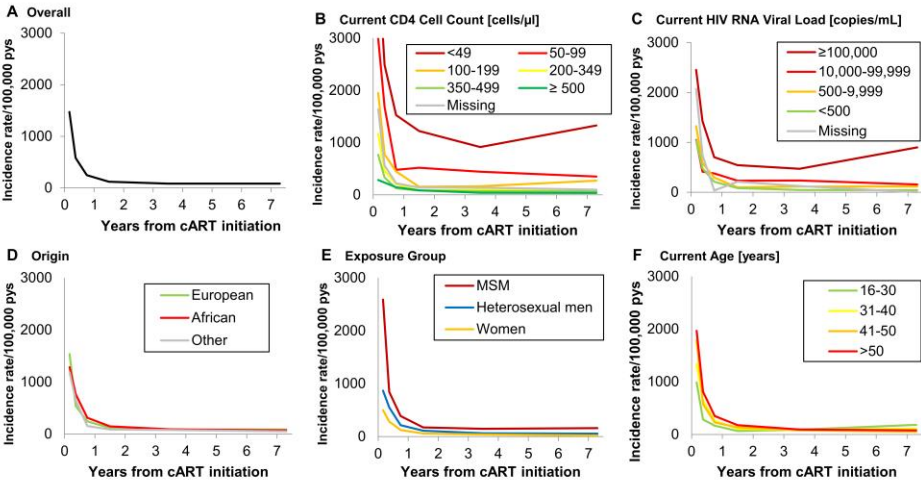 A Overall
Incidence rate/100,000 pys
3000
2000
1000
0
0 1 2 3 4 5 6 7
Years from cART initiation
B Current CD4 Cell Count [cells/µl]
Incidence rate/100,000 pys
3000
2000
1000
0
<49 50-99
100-199 200-349
350-499 ≥ 500
Missing
0 1 2 3 4 5 6 7
Years from cART initiation
C Current HIV RNA Viral Load [copies/mL]
Incidence rate/100,000 pys
3000
2000
1000
0
≥100,000
10,000-99,999
500-9,999
<500
Missing
0 1 2 3 4 5 6 7
Years from cART initiation
D Origin
Incidence rate/100,000 pys
3000
2000
1000
0
European
African
Other
0 1 2 3 4 5 6 7
Years from cART initiation
E Exposure Group
Incidence rate/100,000 pys
3000
2000
1000
0
MSM
Heterosexual men
Women
0 1 2 3 4 5 6 7
Years from cART initiation
F Current Age [years]
Incidence rate/100,000 pys
3000
2000
1000
0
16-30
31-40
41-50
>50
0 1 2 3 4 5 6 7
Years from cART initiation